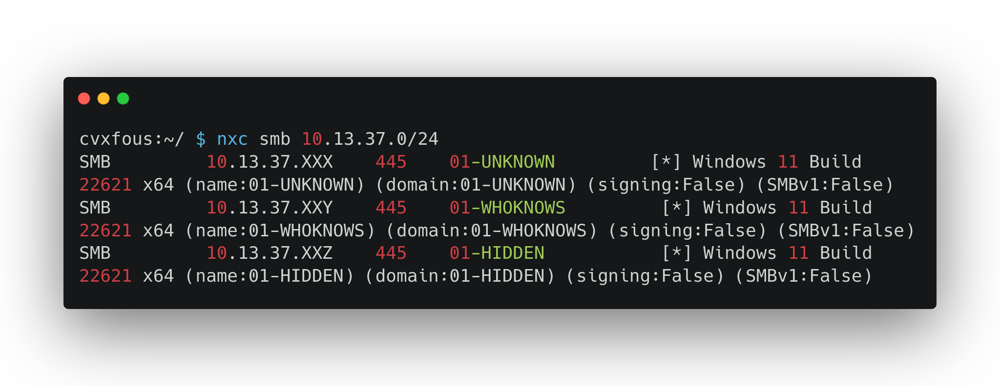 cvxfous:~/ $ nxc smb 10.13.37.0/24
SMB         10.13.37.XXX    445    01-UNKNOWN         [*] Windows 11 Build
22621 x64 (name:01-UNKNOWN) (domain:01-UNKNOWN) (signing:False) (SMBv1:False)
SMB         10.13.37.XXY    445    01-WHOKNOWS         [*] Windows 11 Build
22621 x64 (name:01-WHOKNOWS) (domain:01-WHOKNOWS) (signing:False) (SMBv1:False)
SMB         10.13.37.XXZ    445    01-HIDDEN           [*] Windows 11 Build
22621 x64 (name:01-HIDDEN) (domain:01-HIDDEN) (signing:False) (SMBv1:False)